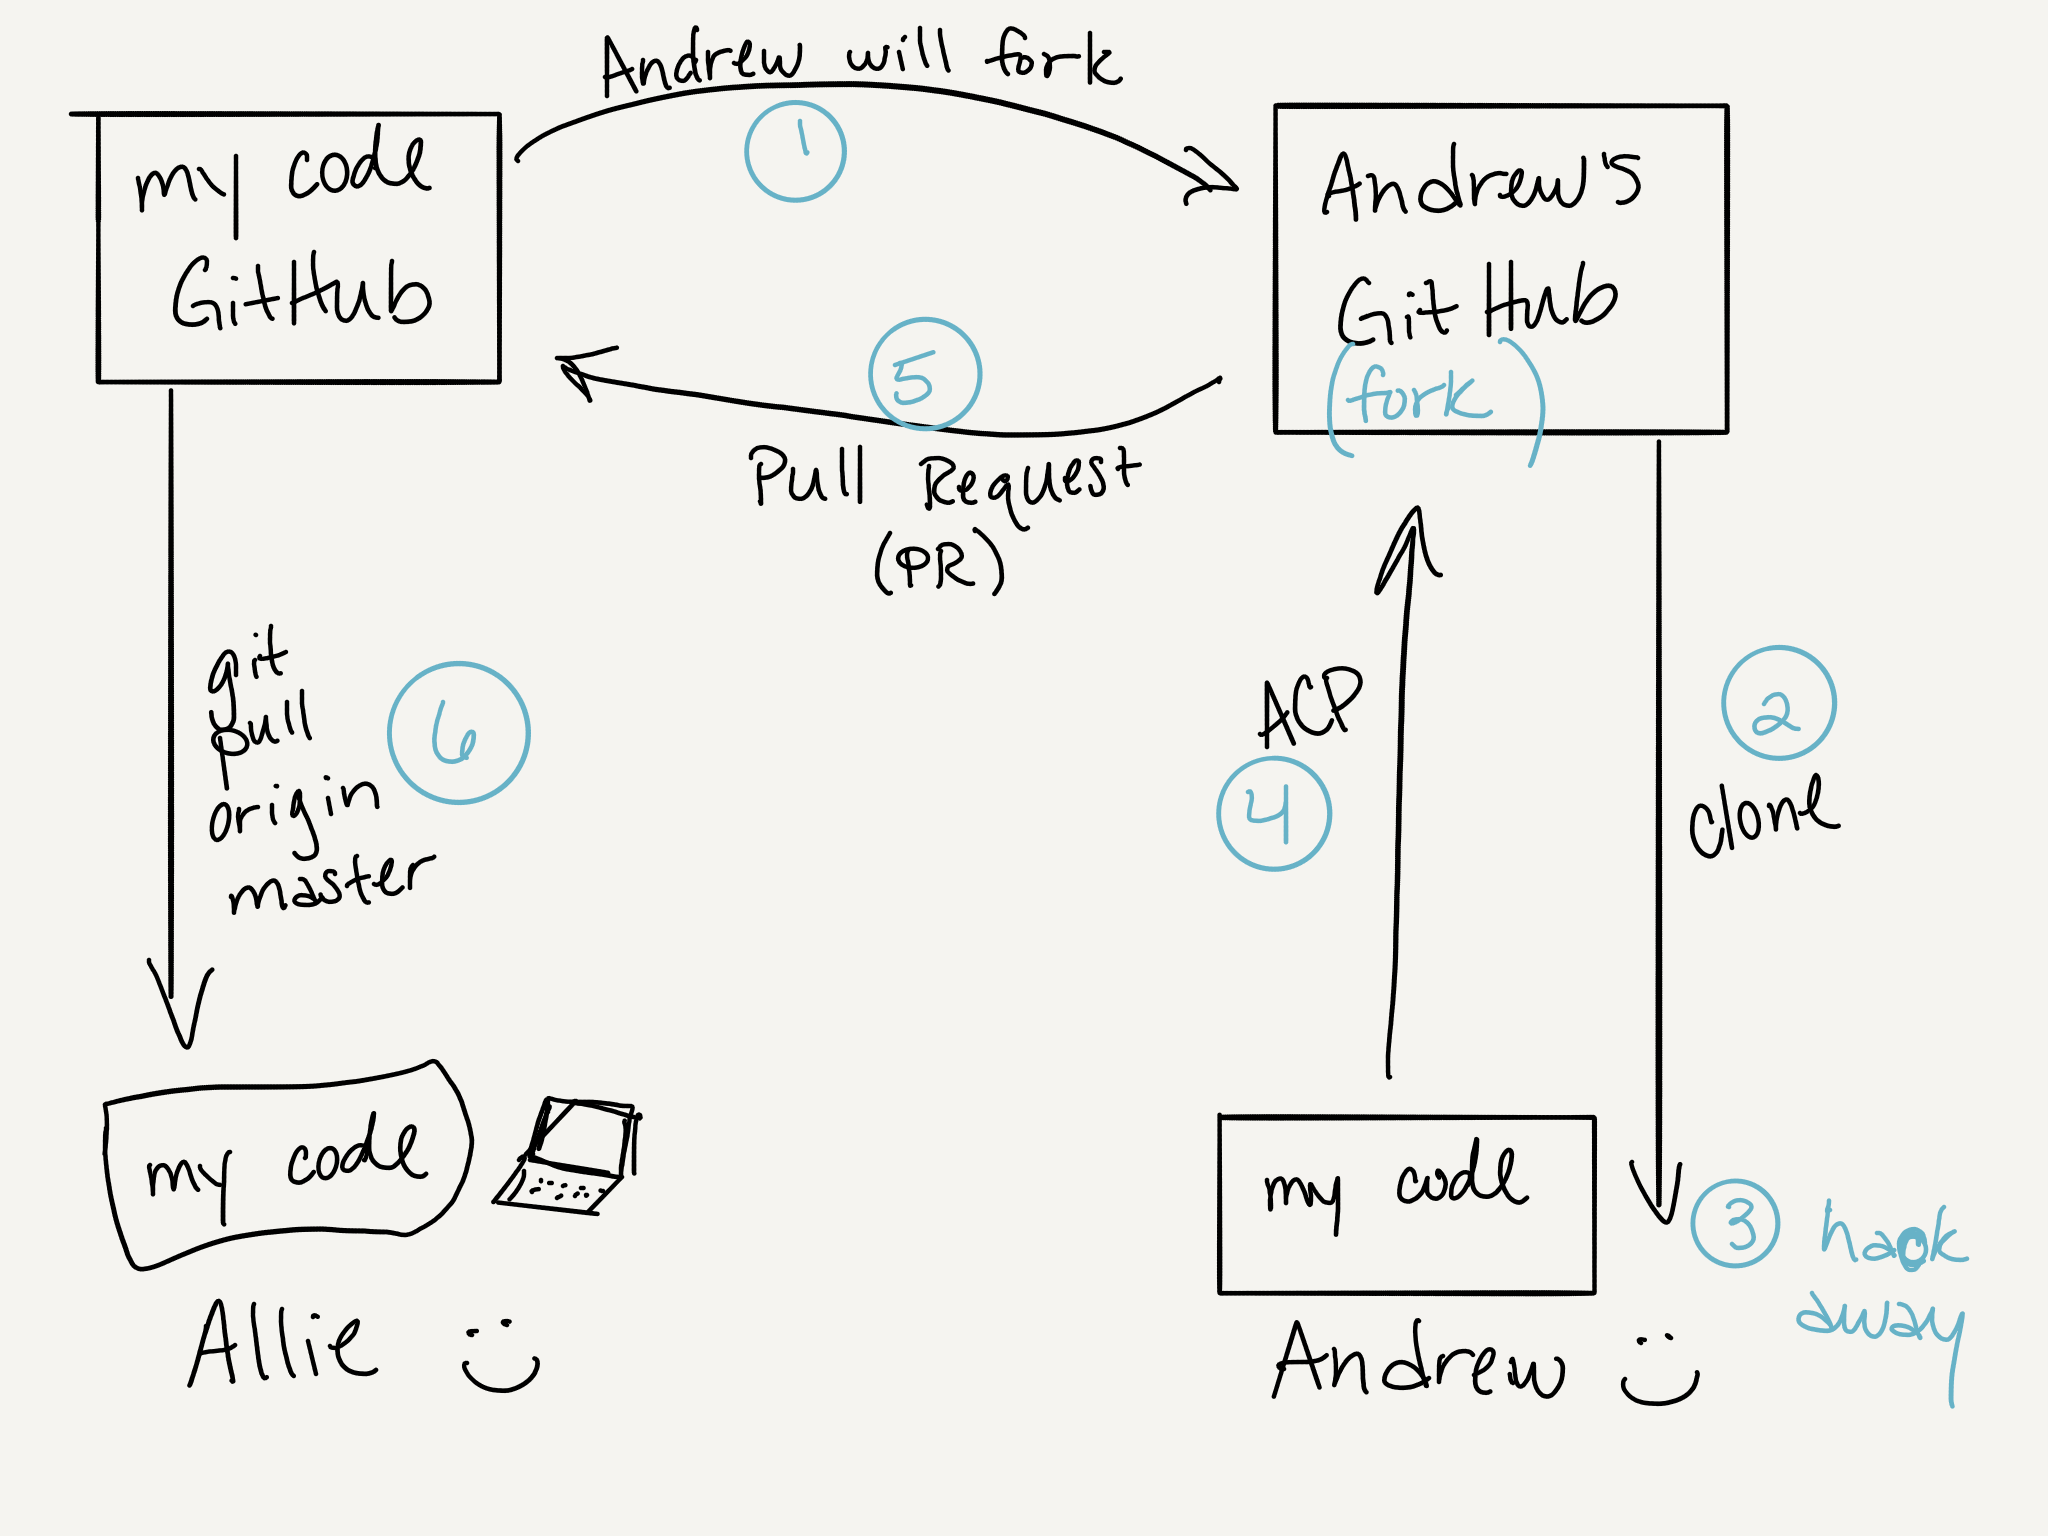 Andrew will fork
1
my code
GitHub
Andrew's
GitHub
(fork)
5
Pull Request
(PR)
git
pull
origin
master
6
ACP
4
2
clone
my code
my code
3 hack
away
Allie
Andrew